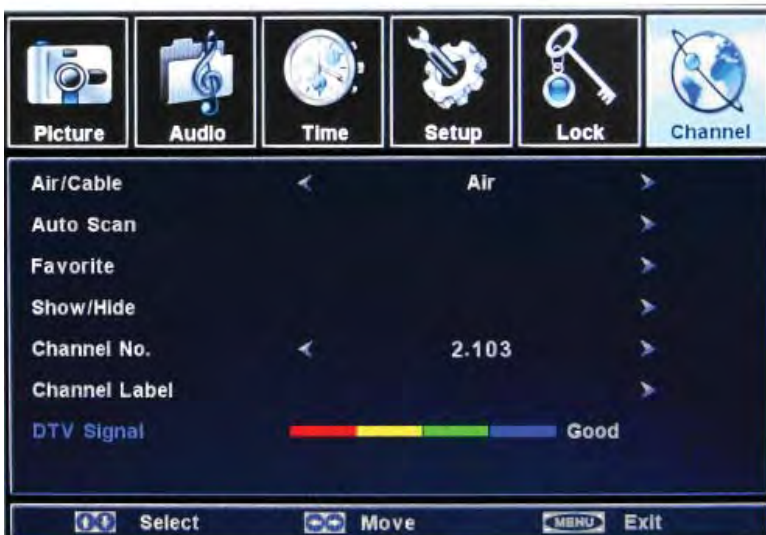 Picture Audio Time Setup Lock Channel
Air/Cable Air
Auto Scan
Favorite
Show/Hide
Channel No. 2.103
Channel Label
DTV Signal Good
Select Move MENU Exit